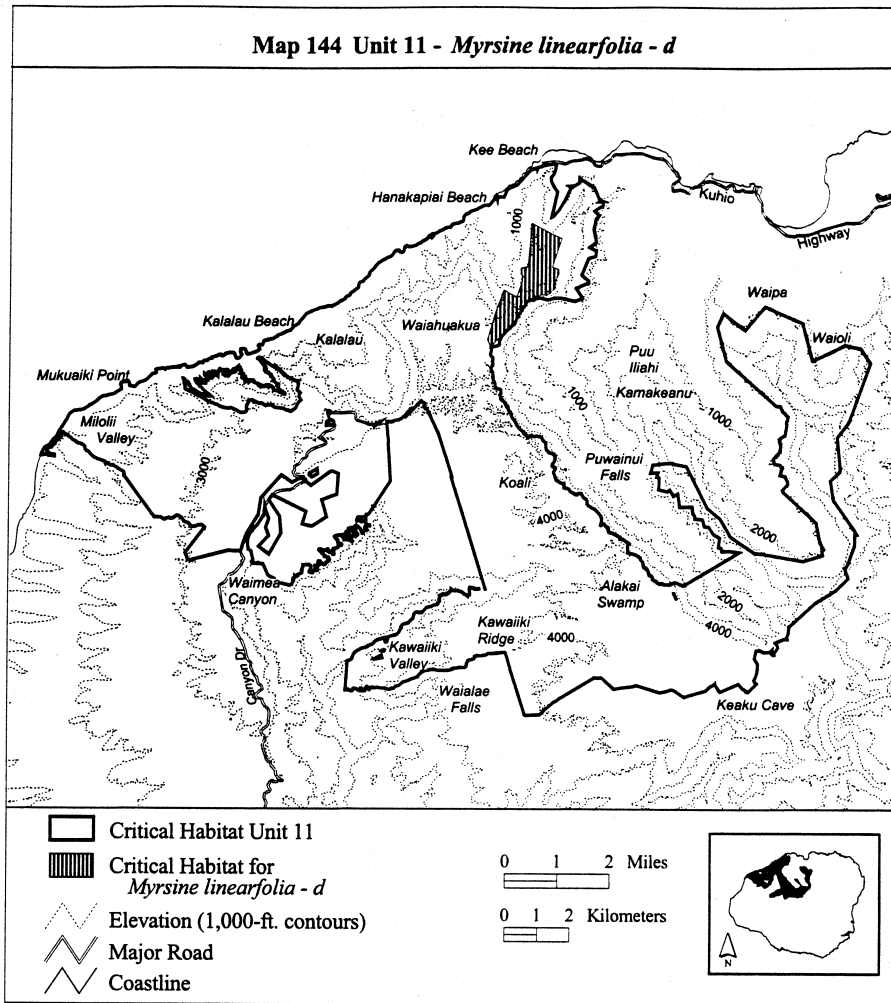 Map 144 Unit 11 - Myrsine linearfolia - d
Kee Beach
Hanakapiai Beach
Kuhio
Highway
1000
Waipa
Kalalau Beach
Kalalau
Waiahuakua
Waioli
Mukuaiki Point
Puu
Iliahi
Kamakeanu
1000
1000
Milolii
Valley
3000
Koali
Puwainui
Falls
4000
2000
Waimea
Canyon
Alakai
Swamp
2000
4000
Kawaiiki
Ridge
4000
Kawaiiki
Valley
Canyon Dr
Waialae
Falls
Keaku Cave
Critical Habitat Unit 11
Critical Habitat for
Myrsine linearfolia - d
Elevation (1,000-ft. contours)
Major Road
Coastline
0 1 2 Miles
0 1 2 Kilometers
N